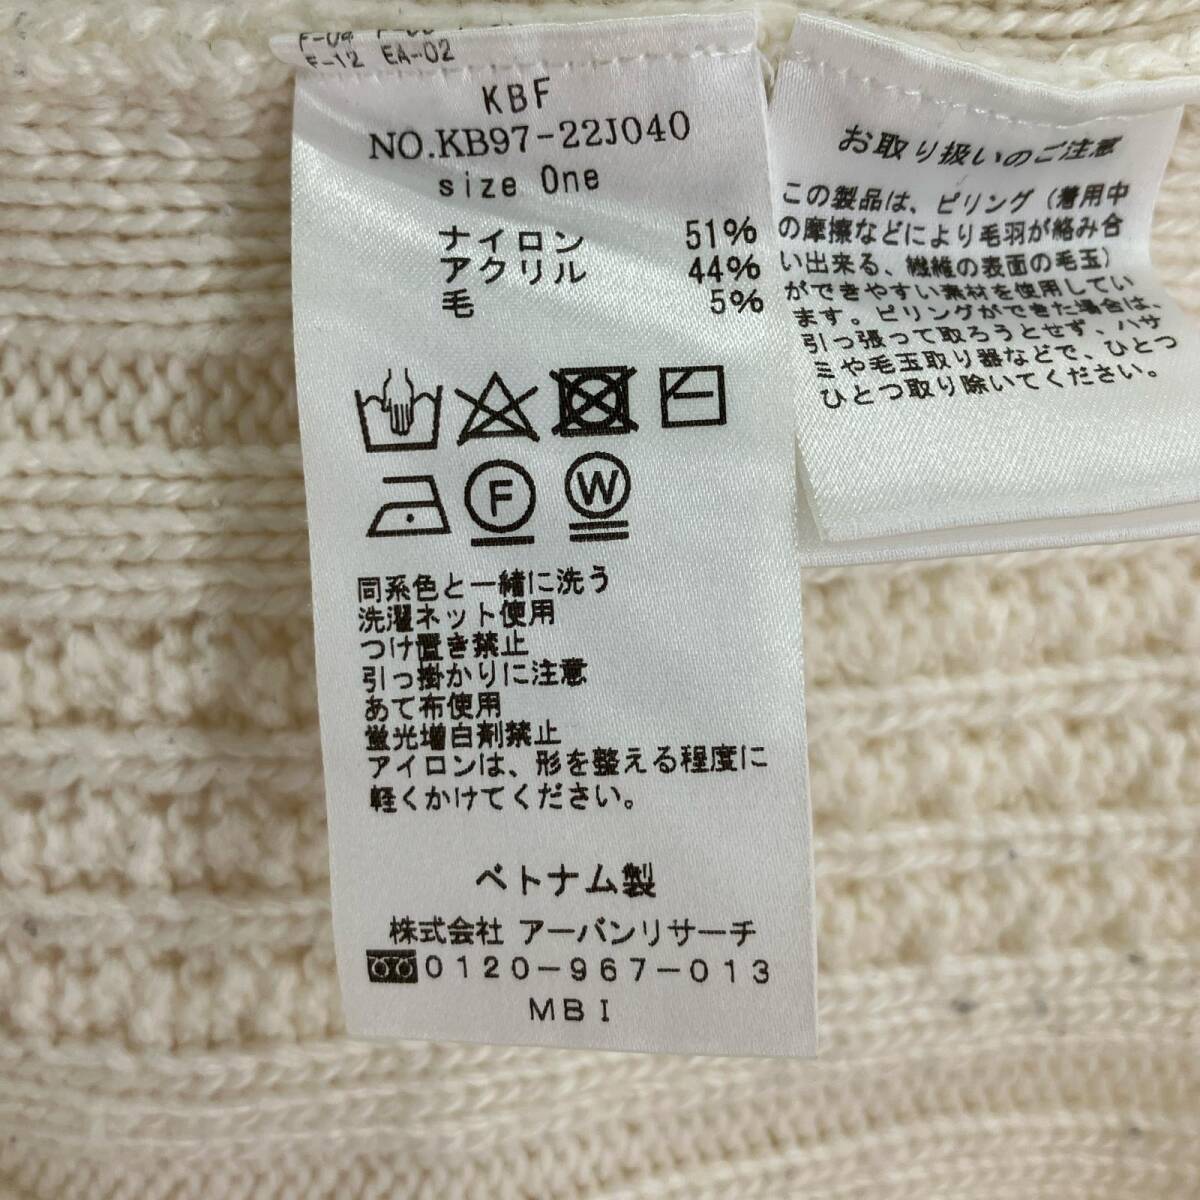 F-12 EA-02
KBF
NO.KB97-22J040
size One
ナイロン 51%
アクリル 44%
毛 5%
F W
同系色と一緒に洗う
洗濯ネット使用
つけ置き禁止
引っ掛かりに注意
あて布使用
蛍光増白剤禁止
アイロンは、形を整える程度に
軽くかけてください。
ベトナム製
株式会社 アーバンリサーチ
0120-967-013
MBI
お取り扱いのご注意
この製品は、ピリング(着用中
の摩擦などにより毛羽が絡み合
い出来る、繊維の表面の毛玉)
ができやすい素材を使用してい
ます。ピリングができた場合は、
引っ張って取ろうとせず、ハサ
ミや毛玉取り器などで、ひとつ
ひとつ取り除いてください。